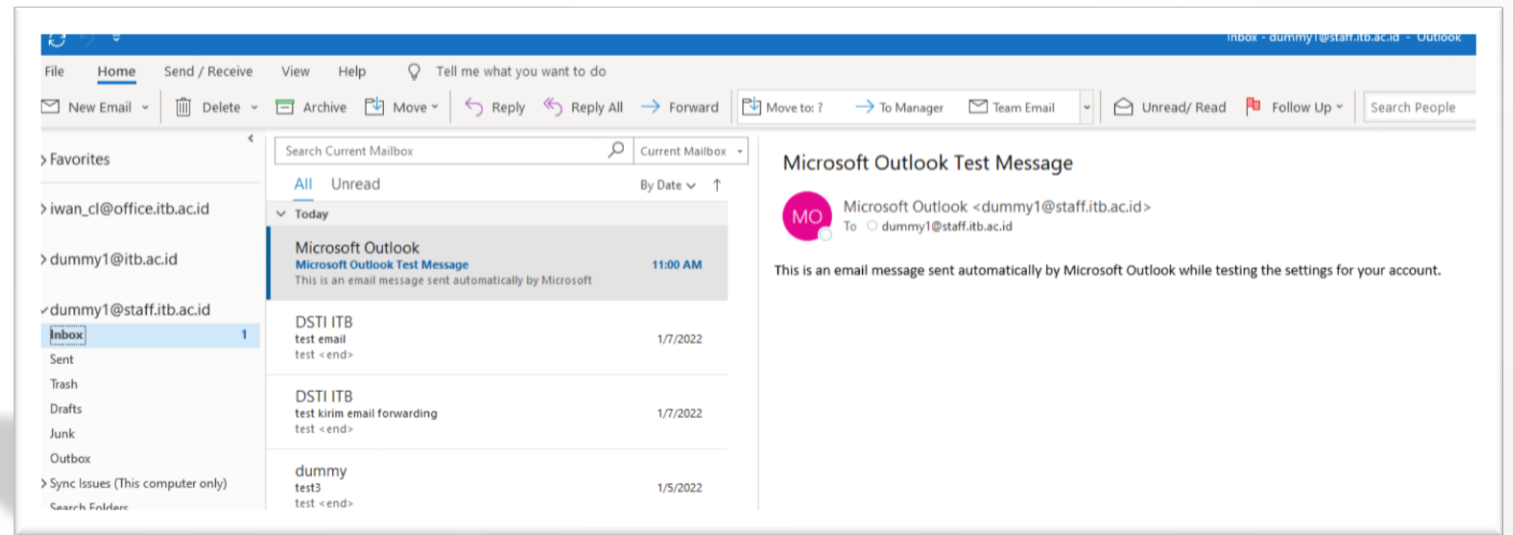 Inbox - dummy1@staff.itb.ac.id - Outlook
File Home Send / Receive View Help Tell me what you want to do
New Email Delete Archive Move Reply Reply All Forward Move to: ? To Manager Team Email Unread/ Read Follow Up Search People
Favorites
iwan_cl@office.itb.ac.id
dummy1@itb.ac.id
dummy1@staff.itb.ac.id
Inbox 1
Sent
Trash
Drafts
Junk
Outbox
Sync Issues (This computer only)
Search Folders
Search Current Mailbox Current Mailbox
All Unread By Date
Today
Microsoft Outlook
Microsoft Outlook Test Message 11:00 AM
This is an email message sent automatically by Microsoft
DSTI ITB
test email 1/7/2022
test <end>
DSTI ITB
test kirim email forwarding 1/7/2022
test <end>
dummy
test3 1/5/2022
test <end>
Microsoft Outlook Test Message
MO
Microsoft Outlook <dummy1@staff.itb.ac.id>
To dummy1@staff.itb.ac.id
This is an email message sent automatically by Microsoft Outlook while testing the settings for your account.